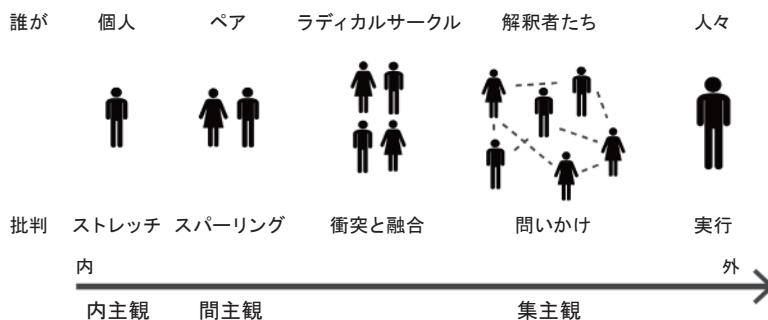 誰が 個人 ペア ラディカルサークル 解釈者たち 人々
批判 ストレッチ スパーリング 衝突と融合 問いかけ 実行
内 外
内主観 間主観 集主観